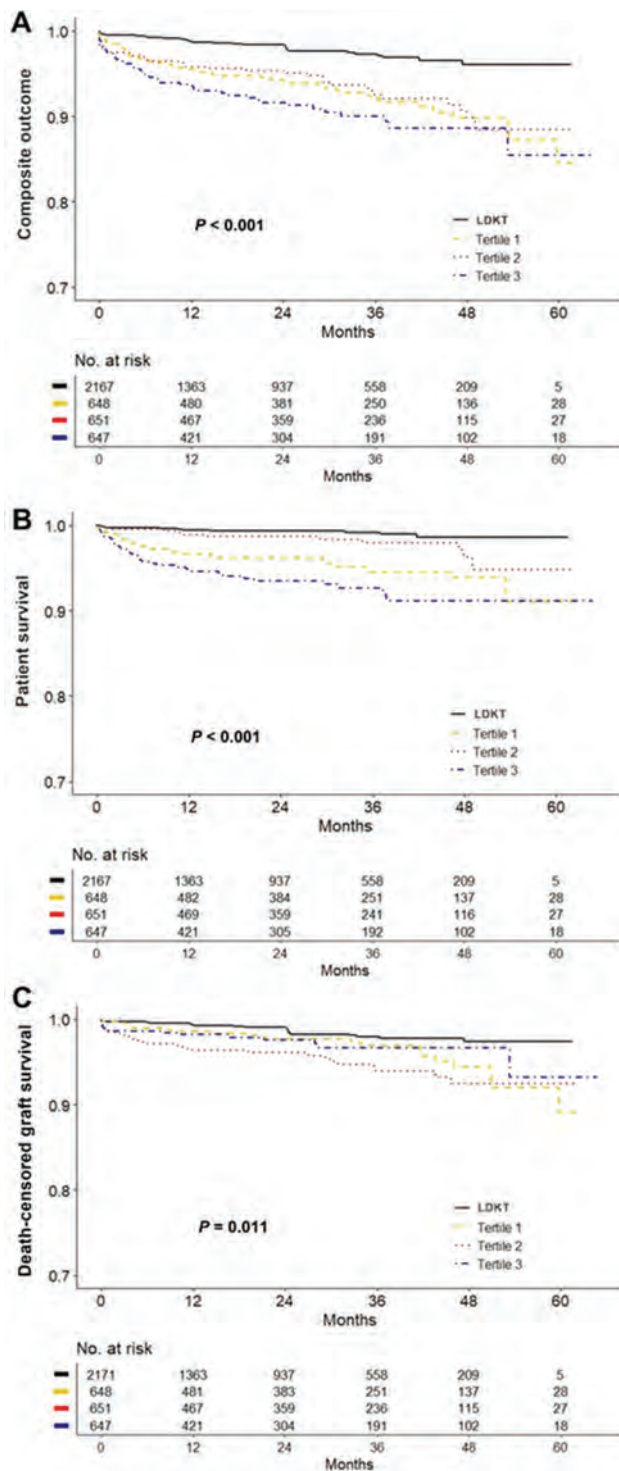 A
Composite outcome
1.0
0.9
0.8
0.7
P < 0.001
LDKT
Tertile 1
Tertile 2
Tertile 3
0 12 24 36 48 60
Months
No. at risk
2167 1363 937 558 209 5
648 480 381 250 136 28
651 467 359 236 115 27
647 421 304 191 102 18
0 12 24 36 48 60
Months
B
Patient survival
1.0
0.9
0.8
0.7
P < 0.001
LDKT
Tertile 1
Tertile 2
Tertile 3
0 12 24 36 48 60
Months
No. at risk
2167 1363 937 558 209 5
648 482 384 251 137 28
651 469 359 241 116 27
647 421 305 192 102 18
0 12 24 36 48 60
Months
C
Death-censored graft survival
1.0
0.9
0.8
0.7
P = 0.011
LDKT
Tertile 1
Tertile 2
Tertile 3
0 12 24 36 48 60
Months
No. at risk
2171 1363 937 558 209 5
648 481 383 251 137 28
651 467 359 236 115 27
647 421 304 191 102 18
0 12 24 36 48 60
Months